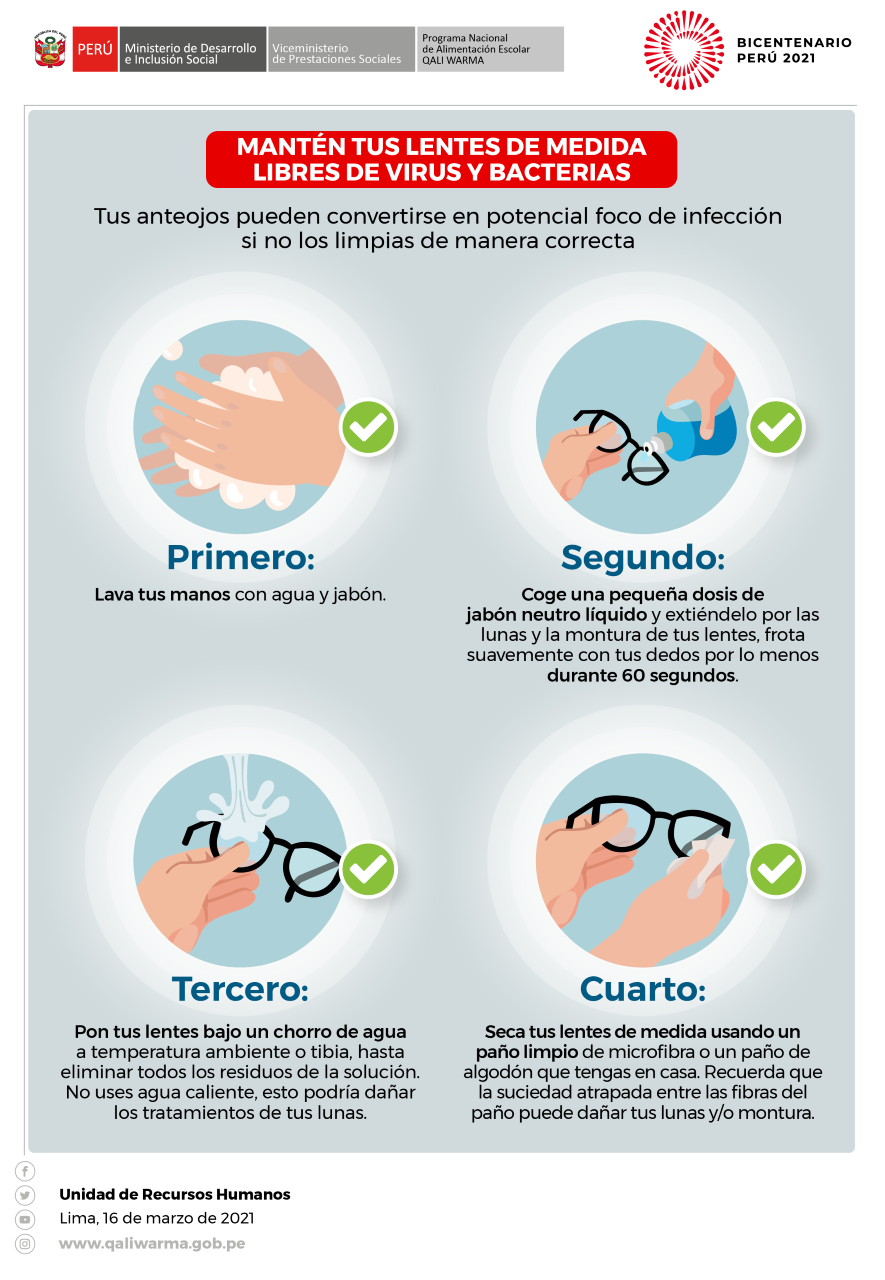 PERÚ
Ministerio de Desarrollo
e Inclusión Social
Viceministerio
de Prestaciones Sociales
Programa Nacional
de Alimentación Escolar
QALI WARMA
BICENTENARIO
PERÚ 2021
MANTÉN TUS LENTES DE MEDIDA
LIBRES DE VIRUS Y BACTERIAS
Tus anteojos pueden convertirse en potencial foco de infección
si no los limpias de manera correcta
Primero:
Lava tus manos con agua y jabón.
Segundo:
Coge una pequeña dosis de
jabón neutro líquido y extiéndelo por las
lunas y la montura de tus lentes, frota
suavemente con tus dedos por lo menos
durante 60 segundos.
Tercero:
Pon tus lentes bajo un chorro de agua
a temperatura ambiente o tibia, hasta
eliminar todos los residuos de la solución.
No uses agua caliente, esto podría dañar
los tratamientos de tus lunas.
Cuarto:
Seca tus lentes de medida usando un
paño limpio de microfibra o un paño de
algodón que tengas en casa. Recuerda que
la suciedad atrapada entre las fibras del
paño puede dañar tus lunas y/o montura.
Unidad de Recursos Humanos
Lima, 16 de marzo de 2021
www.qaliwarma.gob.pe